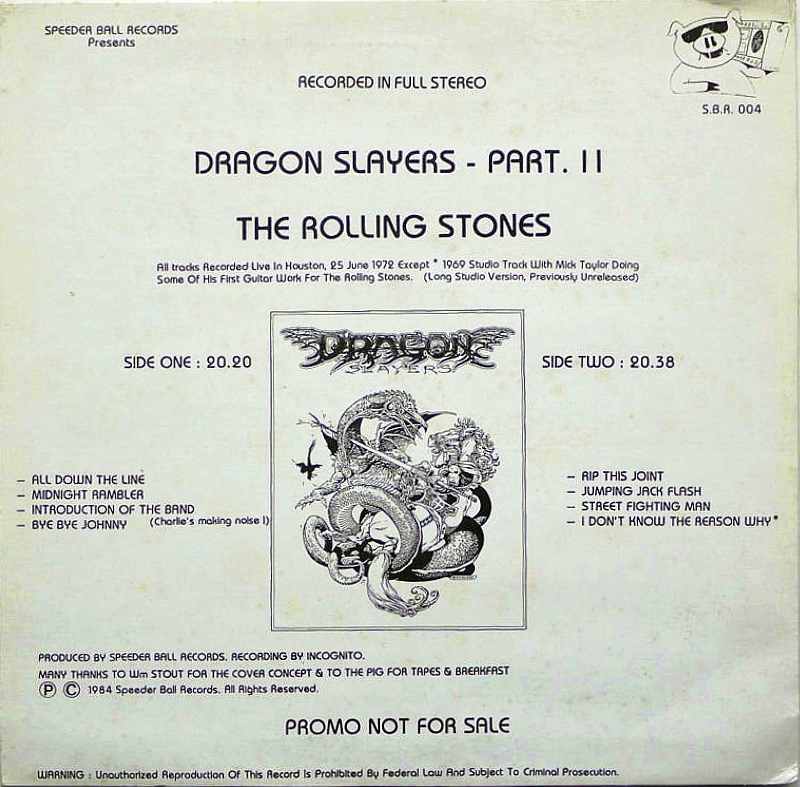 SPEEDER BALL RECORDS
Presents
S.B.R. 004
RECORDED IN FULL STEREO
DRAGON SLAYERS - PART. II
THE ROLLING STONES
All tracks Recorded Live In Houston, 25 June 1972 Except * 1969 Studio Track With Mick Taylor Doing
Some Of His First Guitar Work For The Rolling Stones. (Long Studio Version, Previously Unreleased)
DRAGON
SLAYERS
SIDE ONE : 20.20
– ALL DOWN THE LINE
– MIDNIGHT RAMBLER
– INTRODUCTION OF THE BAND
– BYE BYE JOHNNY (Charlie's making noise !)
SIDE TWO : 20.38
– RIP THIS JOINT
– JUMPING JACK FLASH
– STREET FIGHTING MAN
– I DON'T KNOW THE REASON WHY*
PRODUCED BY SPEEDER BALL RECORDS. RECORDING BY INCOGNITO.
MANY THANKS TO Wm STOUT FOR THE COVER CONCEPT & TO THE PIG FOR TAPES & BREAKFAST
Ⓟ © 1984 Speeder Ball Records. All Rights Reserved.
PROMO NOT FOR SALE
WARNING : Unauthorized Reproduction Of This Record Is Prohibited By Federal Law And Subject To Criminal Prosecution.